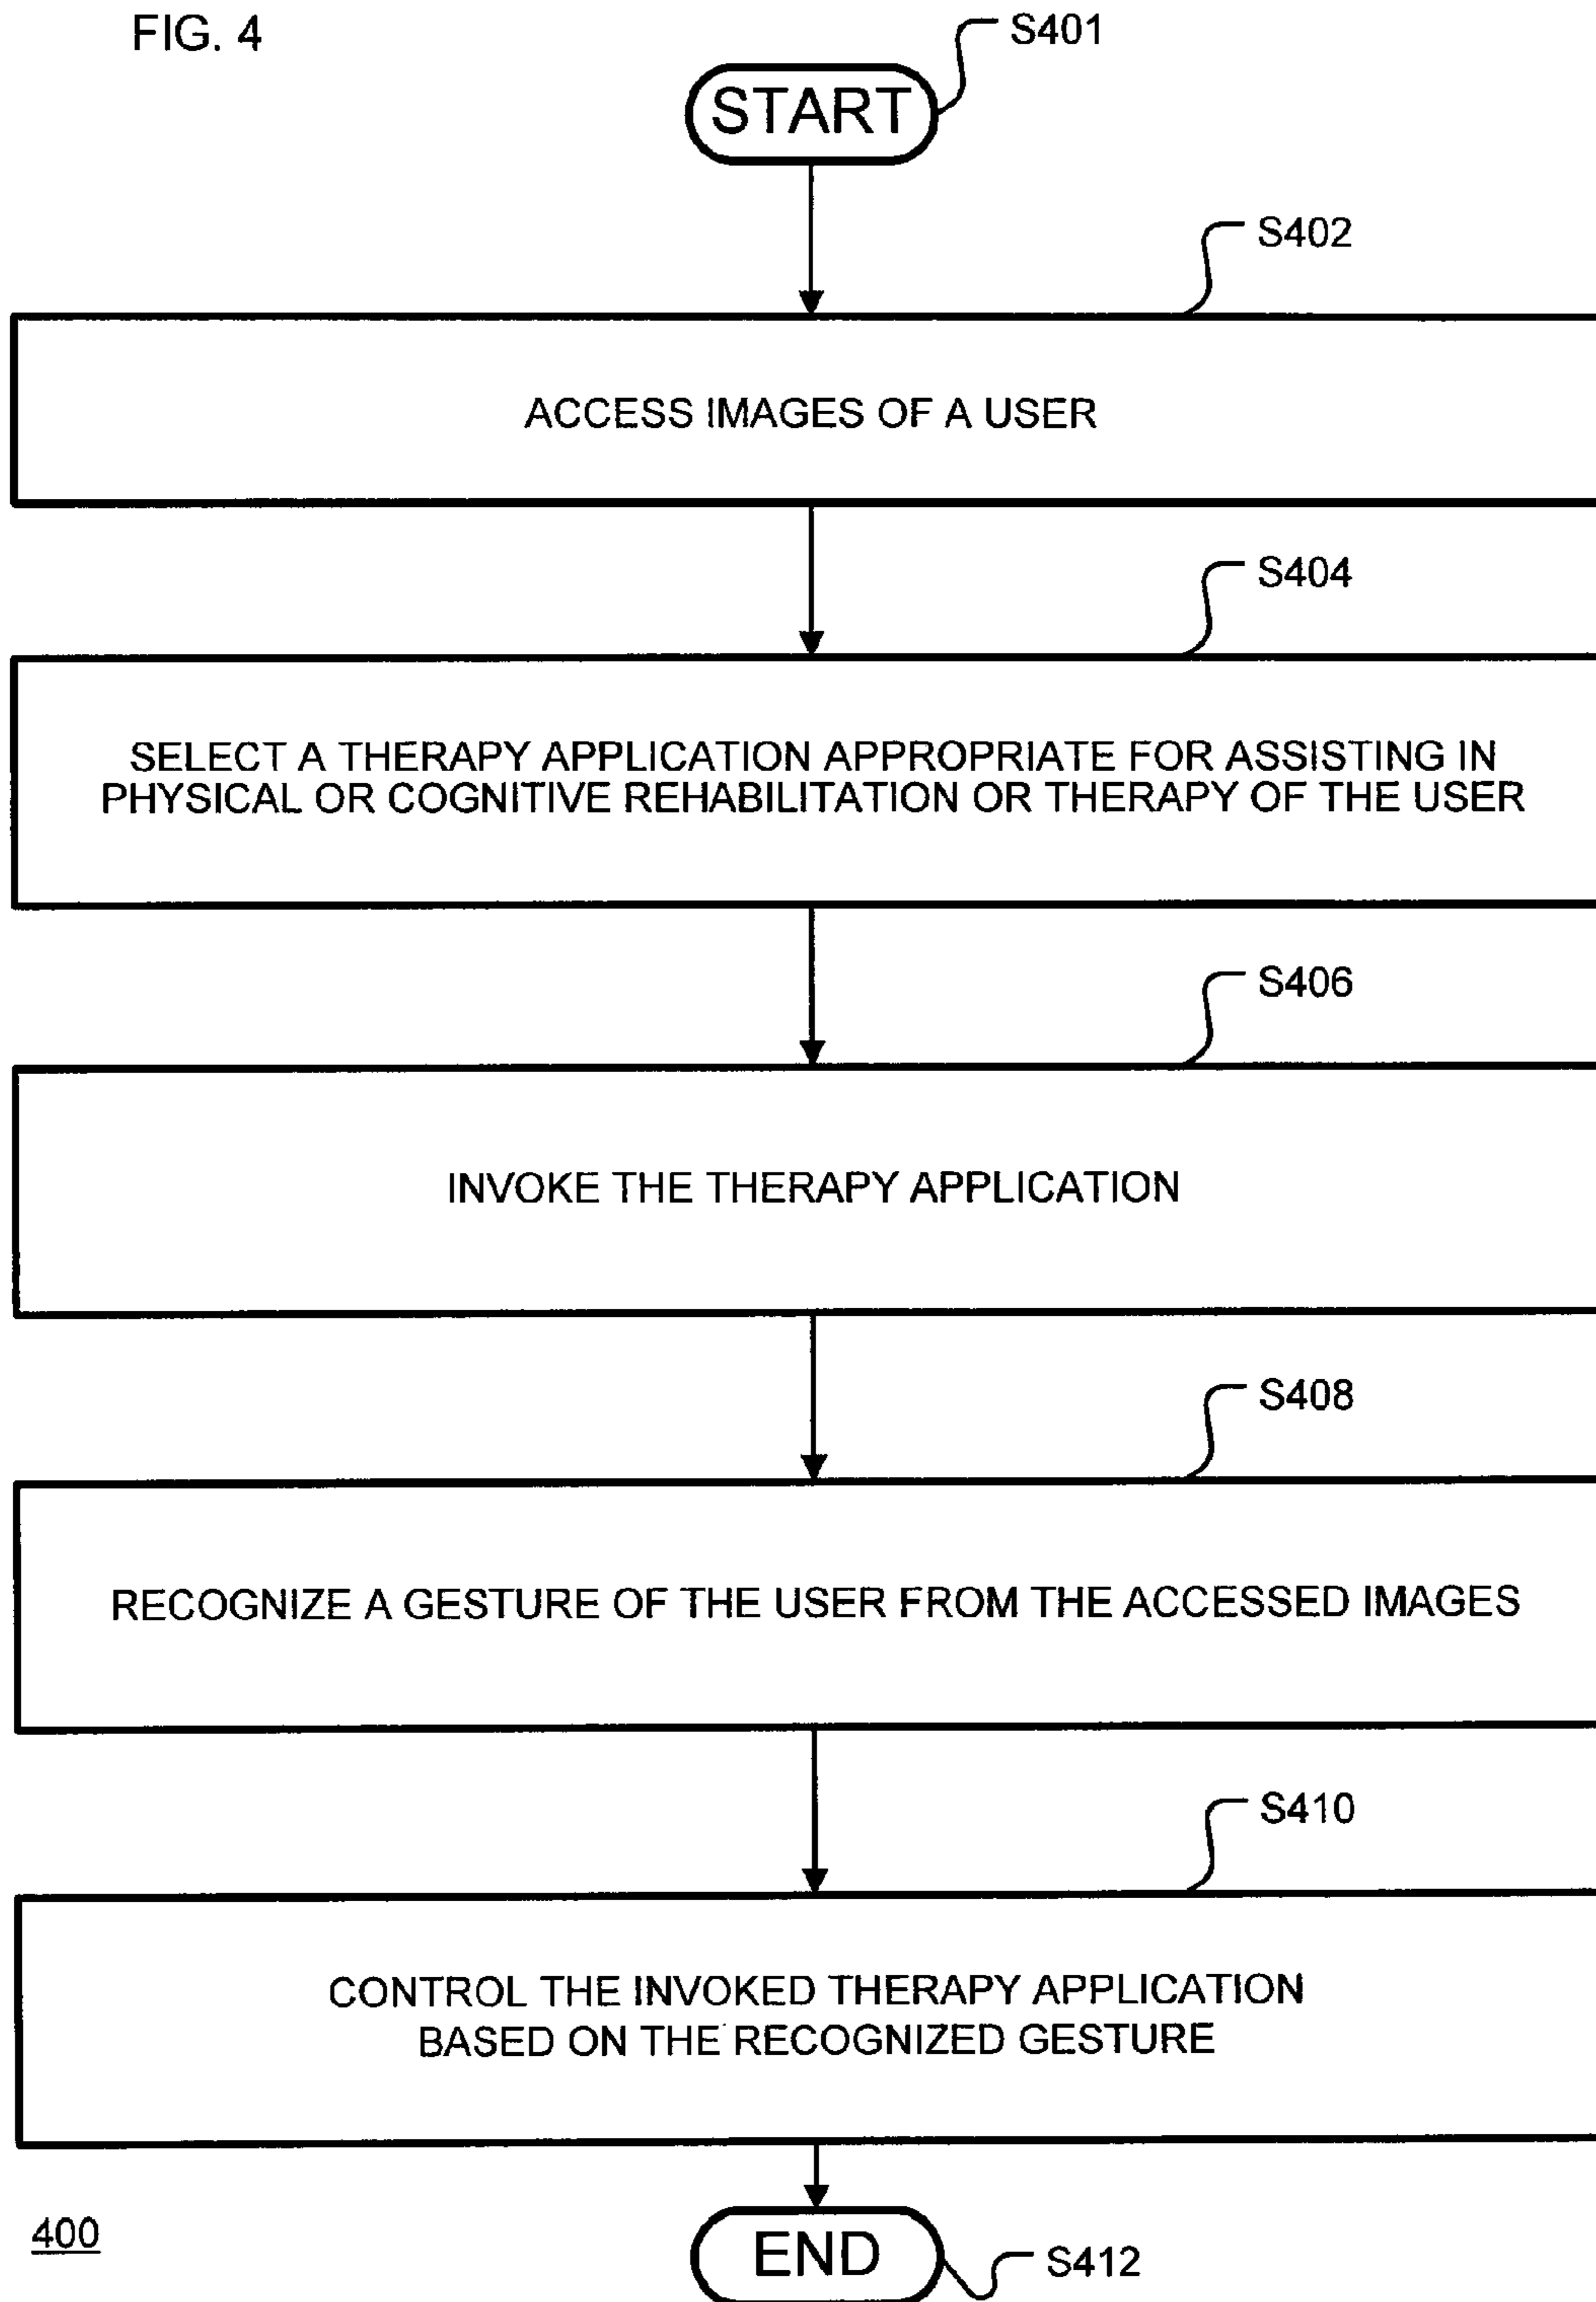 FIG. 4
S401
START
S402
ACCESS IMAGES OF A USER
S404
SELECT A THERAPY APPLICATION APPROPRIATE FOR ASSISTING IN
PHYSICAL OR COGNITIVE REHABILITATION OR THERAPY OF THE USER
S406
INVOKE THE THERAPY APPLICATION
S408
RECOGNIZE A GESTURE OF THE USER FROM THE ACCESSED IMAGES
S410
CONTROL THE INVOKED THERAPY APPLICATION
BASED ON THE RECOGNIZED GESTURE
400
END
S412